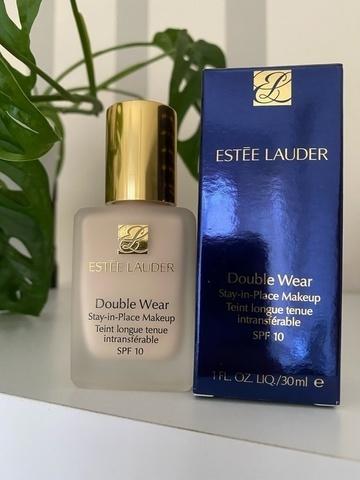 ESTĒE LAUDER
Double Wear
Stay-in-Place Makeup
Teint longue tenue
intransférable
SPF 10
ESTĒE LAUDER
Double Wear
Stay-in-Place Makeup
Teint longue tenue
intransférable
SPF 10
1 FL. OZ. LIQ./30 ml e